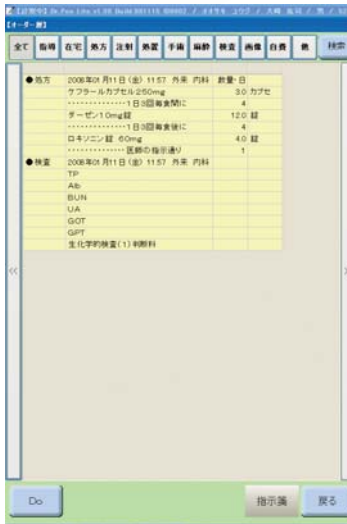 【オーダー歴】
全て 指導 在宅 処方 注射 処置 手術 麻酔 検査 画像 自費 他 検索
●処方 2008年01月11日(金) 11:57 外来 内科 数量・日
ケフラールカプセル250mg 3.0 カプセ
・・・・・・・・・・・・・・1日3回毎食間に 4
ダーゼン10mg錠 12.0 錠
・・・・・・・・・・・・・・1日3回毎食後に 4
ロキソニン錠 60mg 4.0 錠
・・・・・・・・・・・・・・医師の指示通り 1
●検査 2008年01月11日(金) 11:57 外来 内科
TP
Alb
BUN
UA
GOT
GPT
生化学的検査(1)判断料
<<
Do 指示箋 戻る